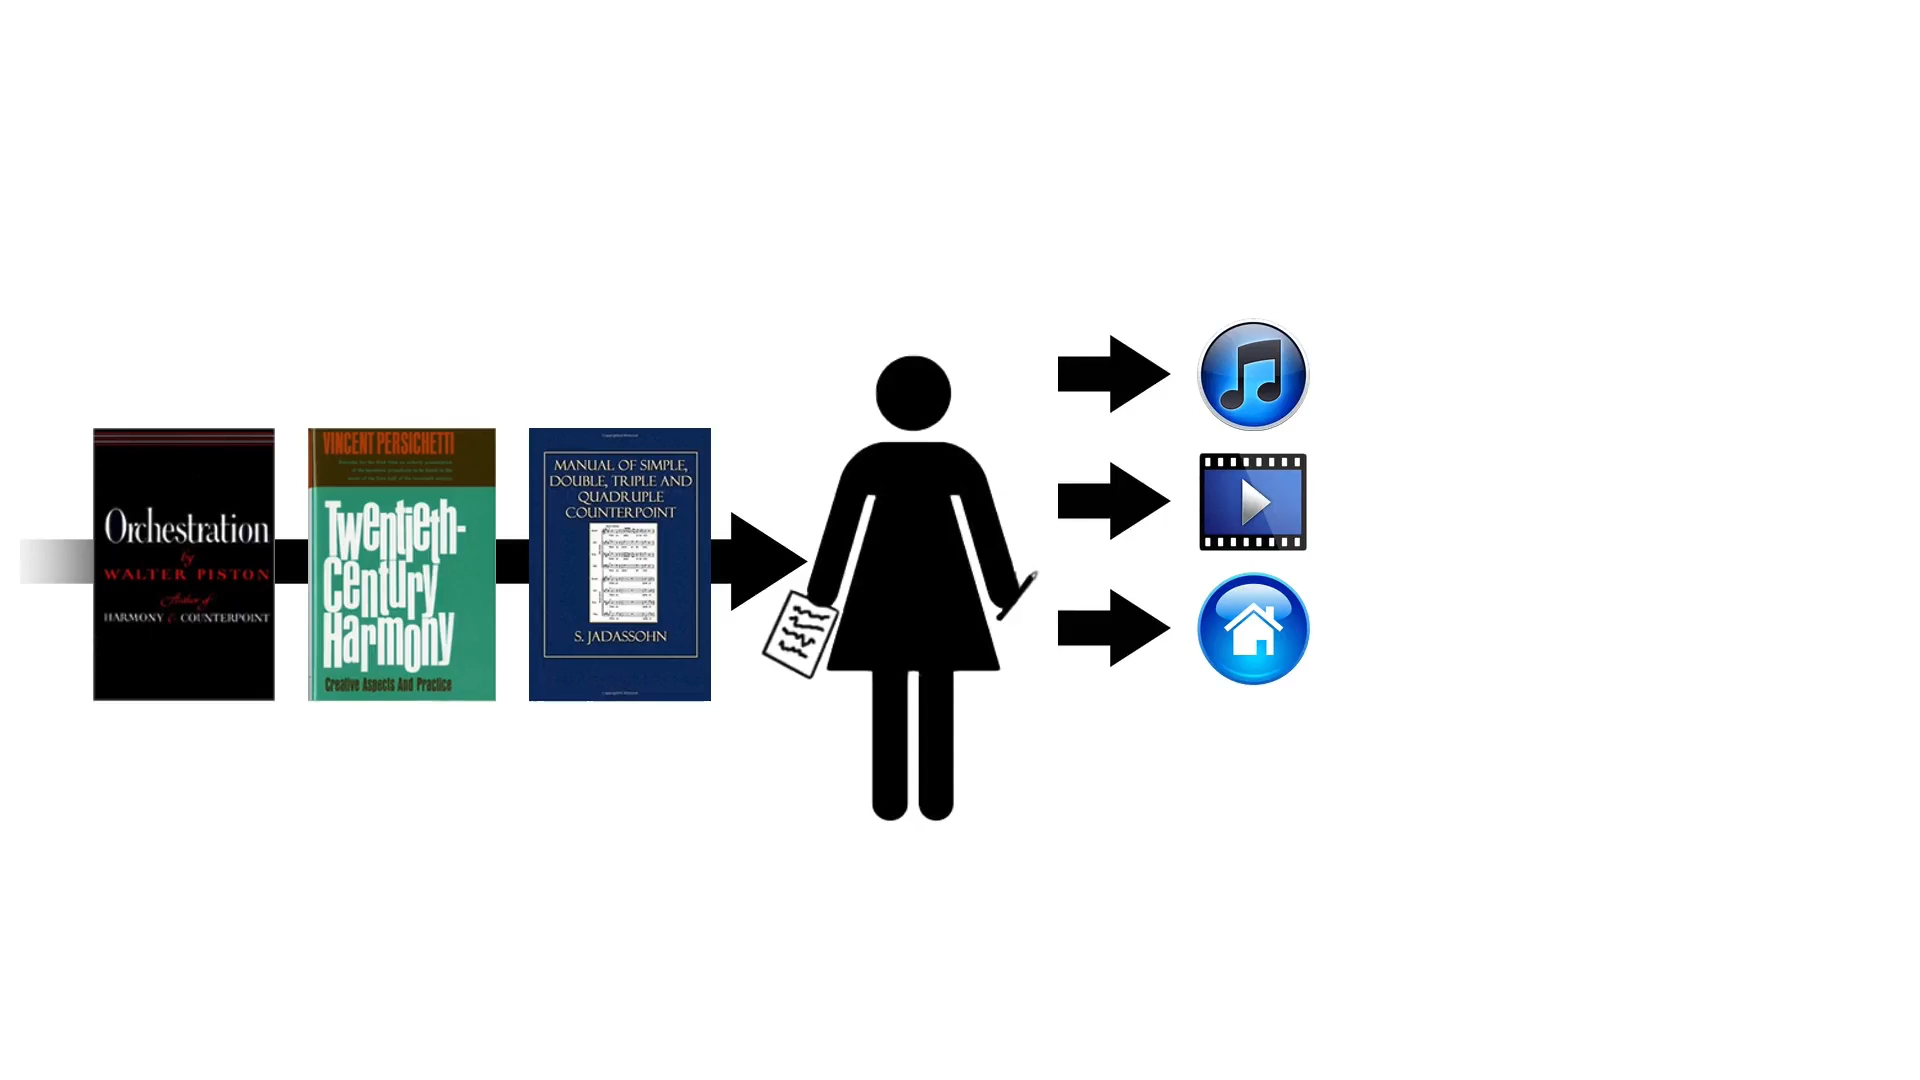 Orchestration
by
WALTER PISTON
Author of
HARMONY & COUNTERPOINT
VINCENT PERSICHETTI
Twentieth-
Century
Harmony
Creative Aspects And Practice
MANUAL OF SIMPLE,
DOUBLE, TRIPLE AND
QUADRUPLE
COUNTERPOINT
S. JADASSOHN